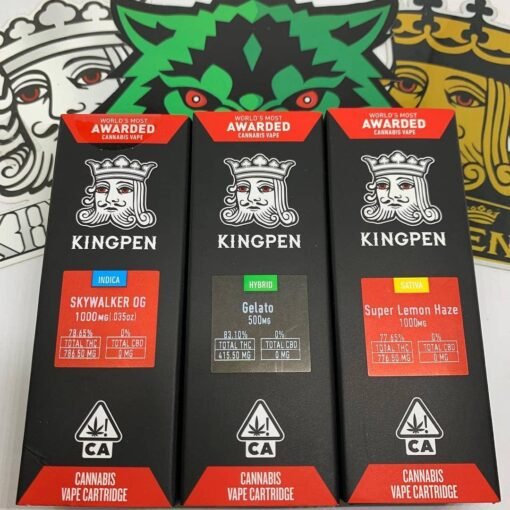 WORLD'S MOST
AWARDED
CANNABIS VAPE
KINGPEN
INDICA
SKYWALKER OG
1000MG(.035oz)
78.65%
TOTAL THC
786.50 MG
0%
TOTAL CBD
0 MG
CA
CANNABIS
VAPE CARTRIDGE
WORLD'S MOST
AWARDED
CANNABIS VAPE
KINGPEN
HYBRID
Gelato
500MG
83.10%
TOTAL THC
415.50 MG
0%
TOTAL CBD
0 MG
CA
CANNABIS
VAPE CARTRIDGE
WORLD'S MOST
AWARDED
CANNABIS VAPE
KINGPEN
SATIVA
Super Lemon Haze
1000MG
77.65%
TOTAL THC
776.50 MG
0%
TOTAL CBD
0 MG
CA
CANNABIS
VAPE CARTRIDGE